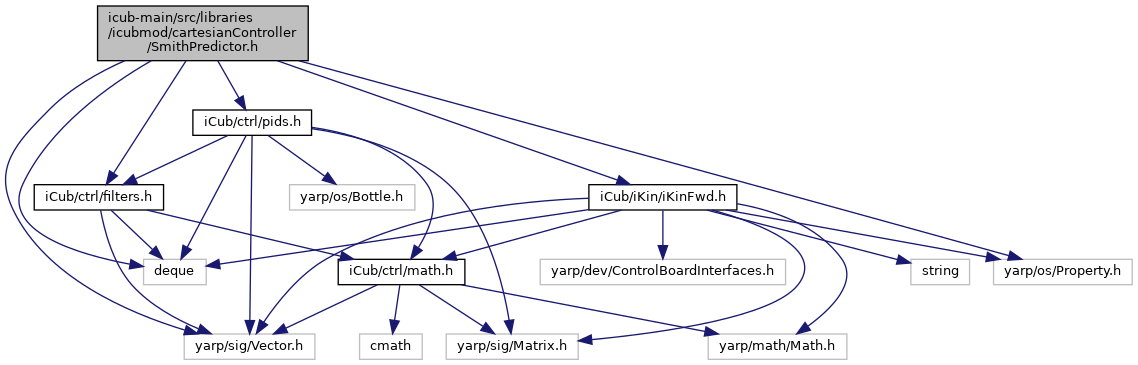 icub-main/src/libraries
/icubmod/cartesianController
/SmithPredictor.h
iCub/ctrl/pids.h
iCub/ctrl/filters.h
yarp/os/Bottle.h
iCub/iKin/iKinFwd.h
deque
iCub/ctrl/math.h
yarp/dev/ControlBoardInterfaces.h
string
yarp/os/Property.h
yarp/sig/Vector.h
cmath
yarp/sig/Matrix.h
yarp/math/Math.h